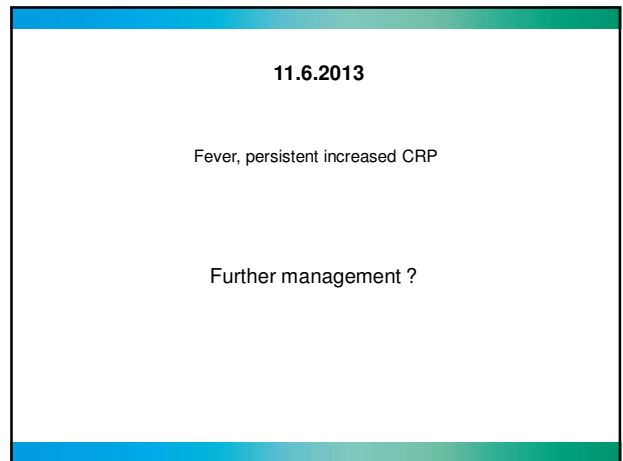 11.6.2013
Fever, persistent increased CRP
Further management ?